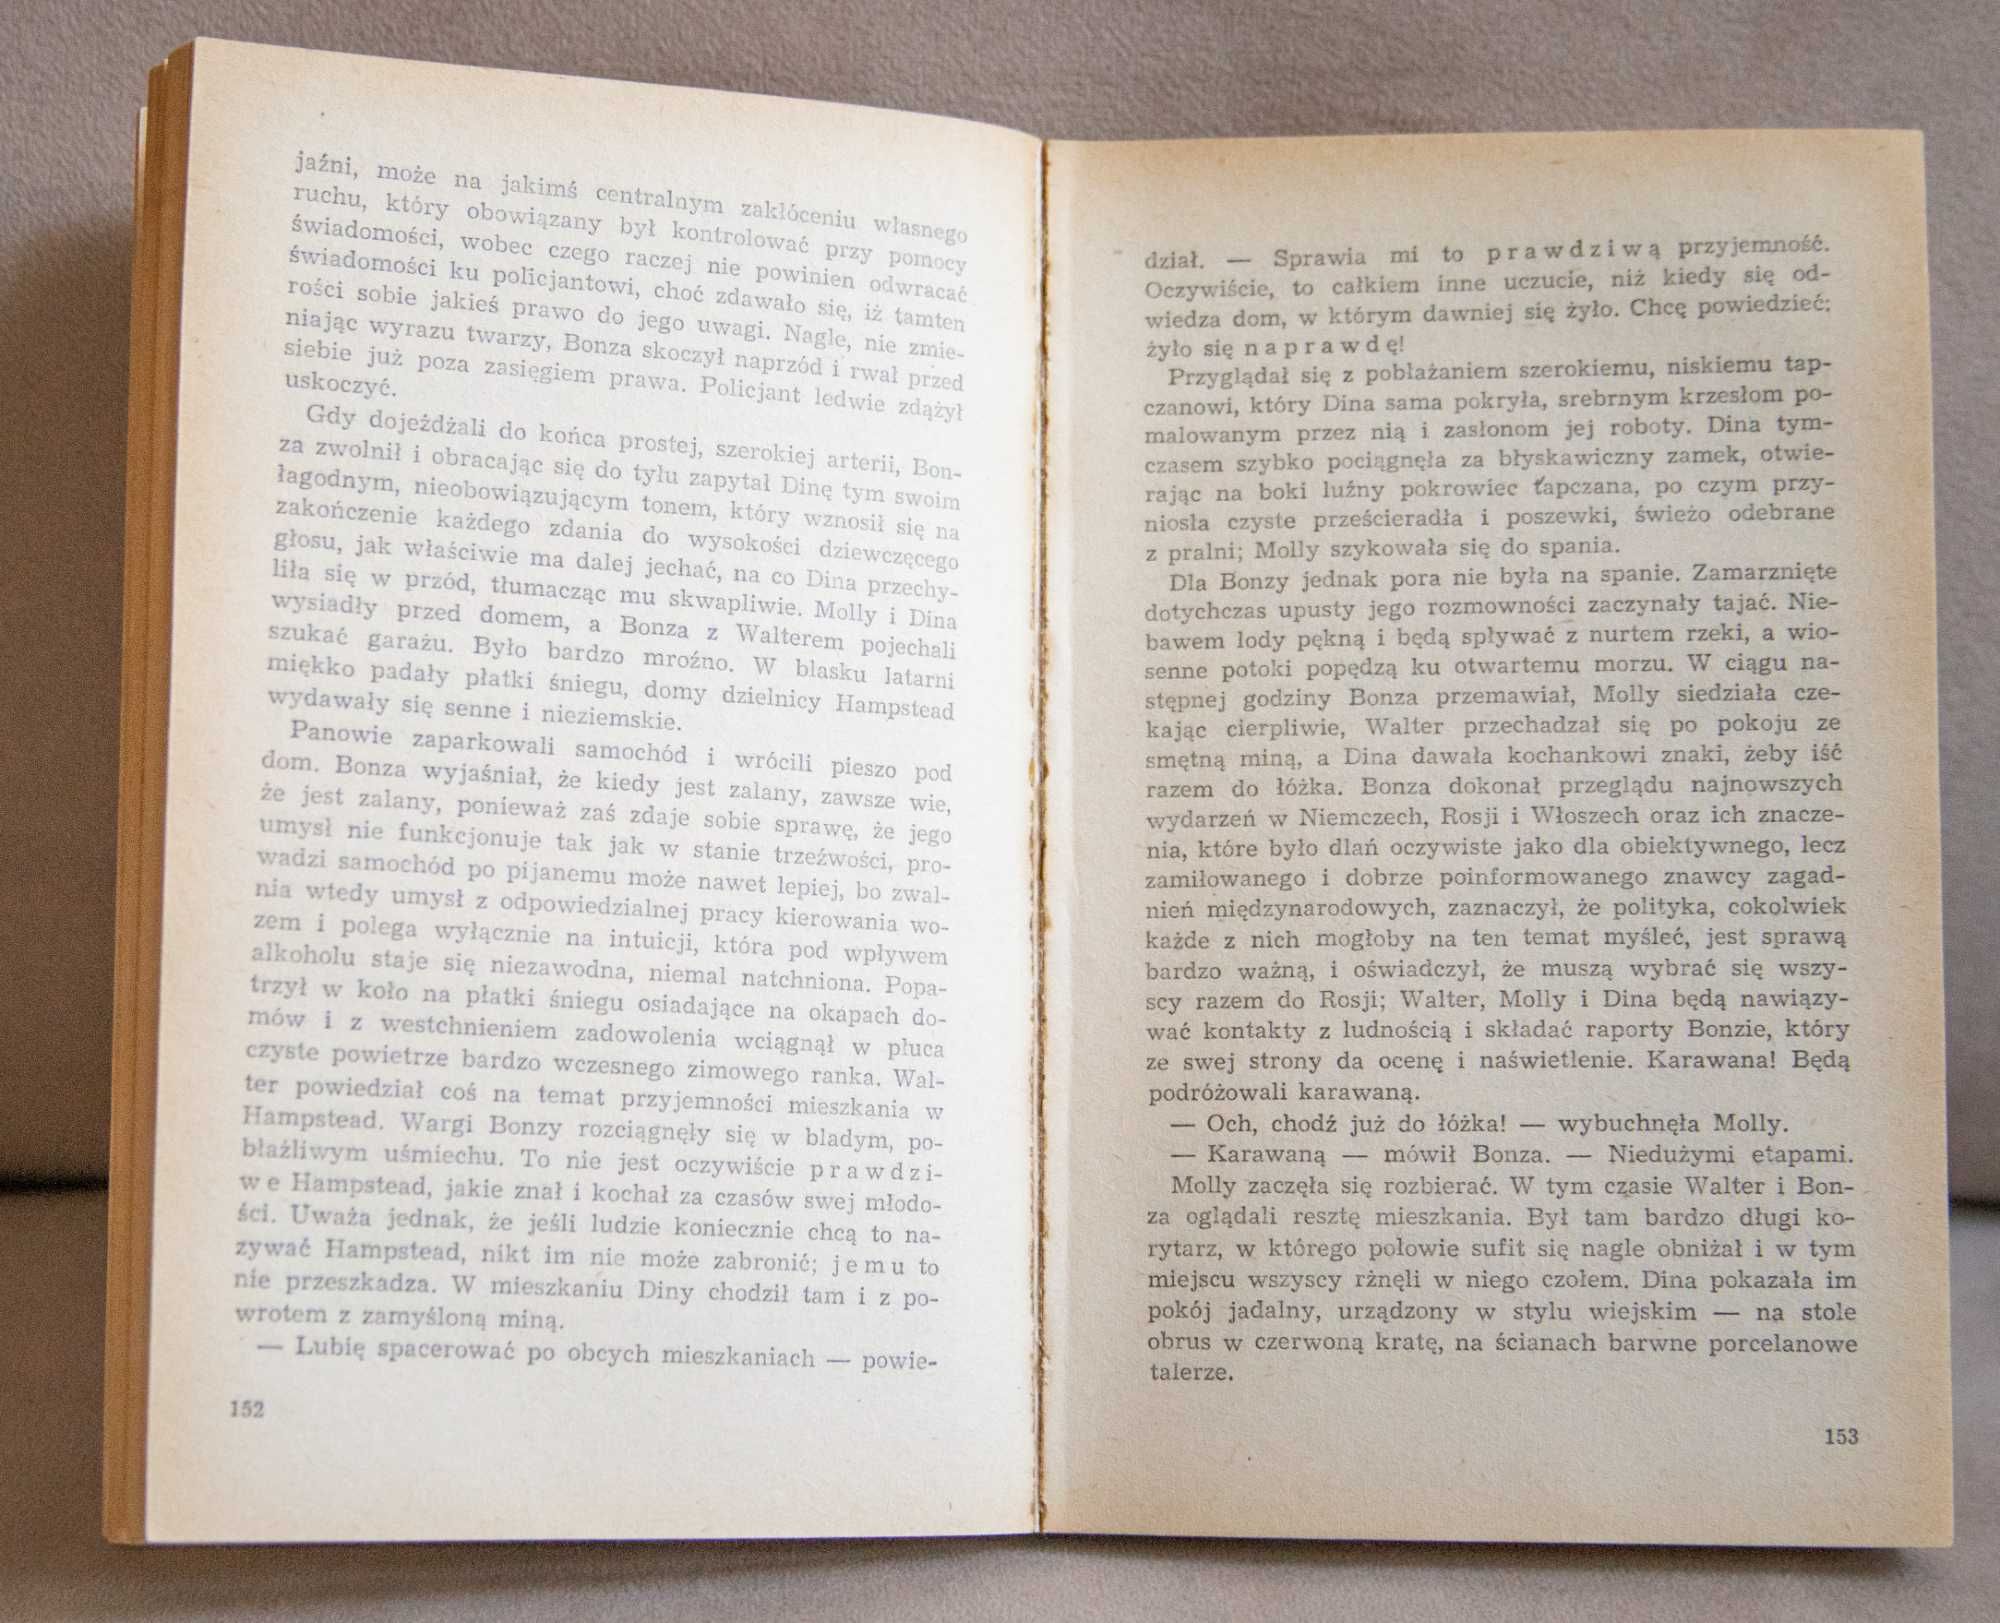 jaźni, może na jakimś centralnym zakłóceniu własnego
ruchu, który obowiązany był kontrolować przy pomocy
świadomości, wobec czego raczej nie powinien odwracać
świadomości ku policjantowi, choć zdawało się, iż tamten
rości sobie jakieś prawo do jego uwagi. Nagle, nie zmie-
niając wyrazu twarzy, Bonza skoczył naprzód i rwał przed
siebie już poza zasięgiem prawa. Policjant ledwie zdążył
uskoczyć.
Gdy dojeżdżali do końca prostej, szerokiej arterii, Bon-
za zwolnił i obracając się do tyłu zapytał Dinę tym swoim
łagodnym, nieobowiązującym tonem, który wznosił się na
zakończenie każdego zdania do wysokości dziewczęcego
głosu, jak właściwie ma dalej jechać, na co Dina przechy-
liła się w przód, tłumacząc mu skwapliwie. Molly i Dina
wysiadły przed domem, a Bonza z Walterem pojechali
szukać garażu. Było bardzo mroźno. W blasku latarni
miękko padały płatki śniegu, domy dzielnicy Hampstead
wydawały się senne i nieziemskie.
Panowie zaparkowali samochód i wrócili pieszo pod
dom. Bonza wyjaśniał, że kiedy jest zalany, zawsze wie,
że jest zalany, ponieważ zaś zdaje sobie sprawę, że jego
umysł nie funkcjonuje tak jak w stanie trzeźwości, pro-
wadzi samochód po pijanemu może nawet lepiej, bo zwal-
nia wtedy umysł z odpowiedzialnej pracy kierowania wo-
zem i polega wyłącznie na intuicji, która pod wpływem
alkoholu staje się niezawodna, niemal natchniona. Popa-
trzył w koło na płatki śniegu osiadające na okapach do-
mów i z westchnieniem zadowolenia wciągnął w płuca
czyste powietrze bardzo wczesnego zimowego ranka. Wal-
ter powiedział coś na temat przyjemności mieszkania w
Hampstead. Wargi Bonzy rozciągnęły się w bladym, po-
błażliwym uśmiechu. To nie jest oczywiście p r a w d z i-
w e Hampstead, jakie znał i kochał za czasów swej młodo-
ści. Uważa jednak, że jeśli ludzie koniecznie chcą to na-
zywać Hampstead, nikt im nie może zabronić; j e m u to
nie przeszkadza. W mieszkaniu Diny chodził tam i z po-
wrotem z zamyśloną miną.
— Lubię spacerować po obcych mieszkaniach — powie-
152
dział. — Sprawia mi to p r a w d z i w ą przyjemność.
Oczywiście, to całkiem inne uczucie, niż kiedy się od-
wiedza dom, w którym dawniej się żyło. Chcę powiedzieć:
żyło się n a p r a w d ę!
Przyglądał się z pobłażaniem szerokiemu, niskiemu tap-
czanowi, który Dina sama pokryła, srebrnym krzesłom po-
malowanym przez nią i zasłonom jej roboty. Dina tym-
czasem szybko pociągnęła za błyskawiczny zamek, otwie-
rając na boki luźny pokrowiec tapczana, po czym przy-
niosła czyste prześcieradła i poszewki, świeżo odebrane
z pralni; Molly szykowała się do spania.
Dla Bonzy jednak pora nie była na spanie. Zamarznięte
dotychczas upusty jego rozmowności zaczynały tajać. Nie-
bawem lody pękną i będą spływać z nurtem rzeki, a wio-
senne potoki popędzą ku otwartemu morzu. W ciągu na-
stępnej godziny Bonza przemawiał, Molly siedziała cze-
kając cierpliwie, Walter przechadzał się po pokoju ze
smętną miną, a Dina dawała kochankowi znaki, żeby iść
razem do łóżka. Bonza dokonał przeglądu najnowszych
wydarzeń w Niemczech, Rosji i Włoszech oraz ich znacze-
nia, które było dlań oczywiste jako dla obiektywnego, lecz
zamiłowanego i dobrze poinformowanego znawcy zagad-
nień międzynarodowych, zaznaczył, że polityka, cokolwiek
każde z nich mogłoby na ten temat myśleć, jest sprawą
bardzo ważną, i oświadczył, że muszą wybrać się wszy-
scy razem do Rosji; Walter, Molly i Dina będą nawiązy-
wać kontakty z ludnością i składać raporty Bonzie, który
ze swej strony da ocenę i naświetlenie. Karawana! Będą
podróżowali karawaną.
— Och, chodź już do łóżka! — wybuchnęła Molly.
— Karawaną — mówił Bonza. — Niedużymi etapami.
Molly zaczęła się rozbierać. W tym czasie Walter i Bon-
za oglądali resztę mieszkania. Był tam bardzo długi ko-
rytarz, w którego połowie sufit się nagle obniżał i w tym
miejscu wszyscy rżnęli w niego czołem. Dina pokazała im
pokój jadalny, urządzony w stylu wiejskim — na stole
obrus w czerwoną kratę, na ścianach barwne porcelanowe
talerze.
153